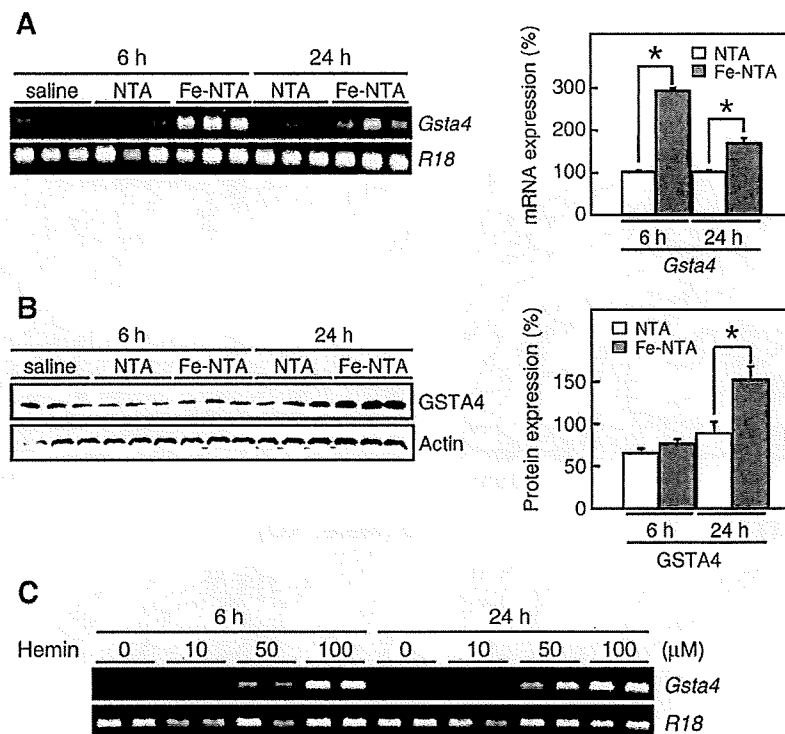 A
6 h 24 h
saline NTA Fe-NTA NTA Fe-NTA
Gsta4
R18
mRNA expression (%)
NTA
Fe-NTA
300
200
100
0
6 h 24 h
Gsta4
B
6 h 24 h
saline NTA Fe-NTA NTA Fe-NTA
GSTA4
Actin
Protein expression (%)
NTA
Fe-NTA
150
100
50
0
6 h 24 h
GSTA4
C
6 h 24 h
Hemin 0 10 50 100 0 10 50 100 (μM)
Gsta4
R18